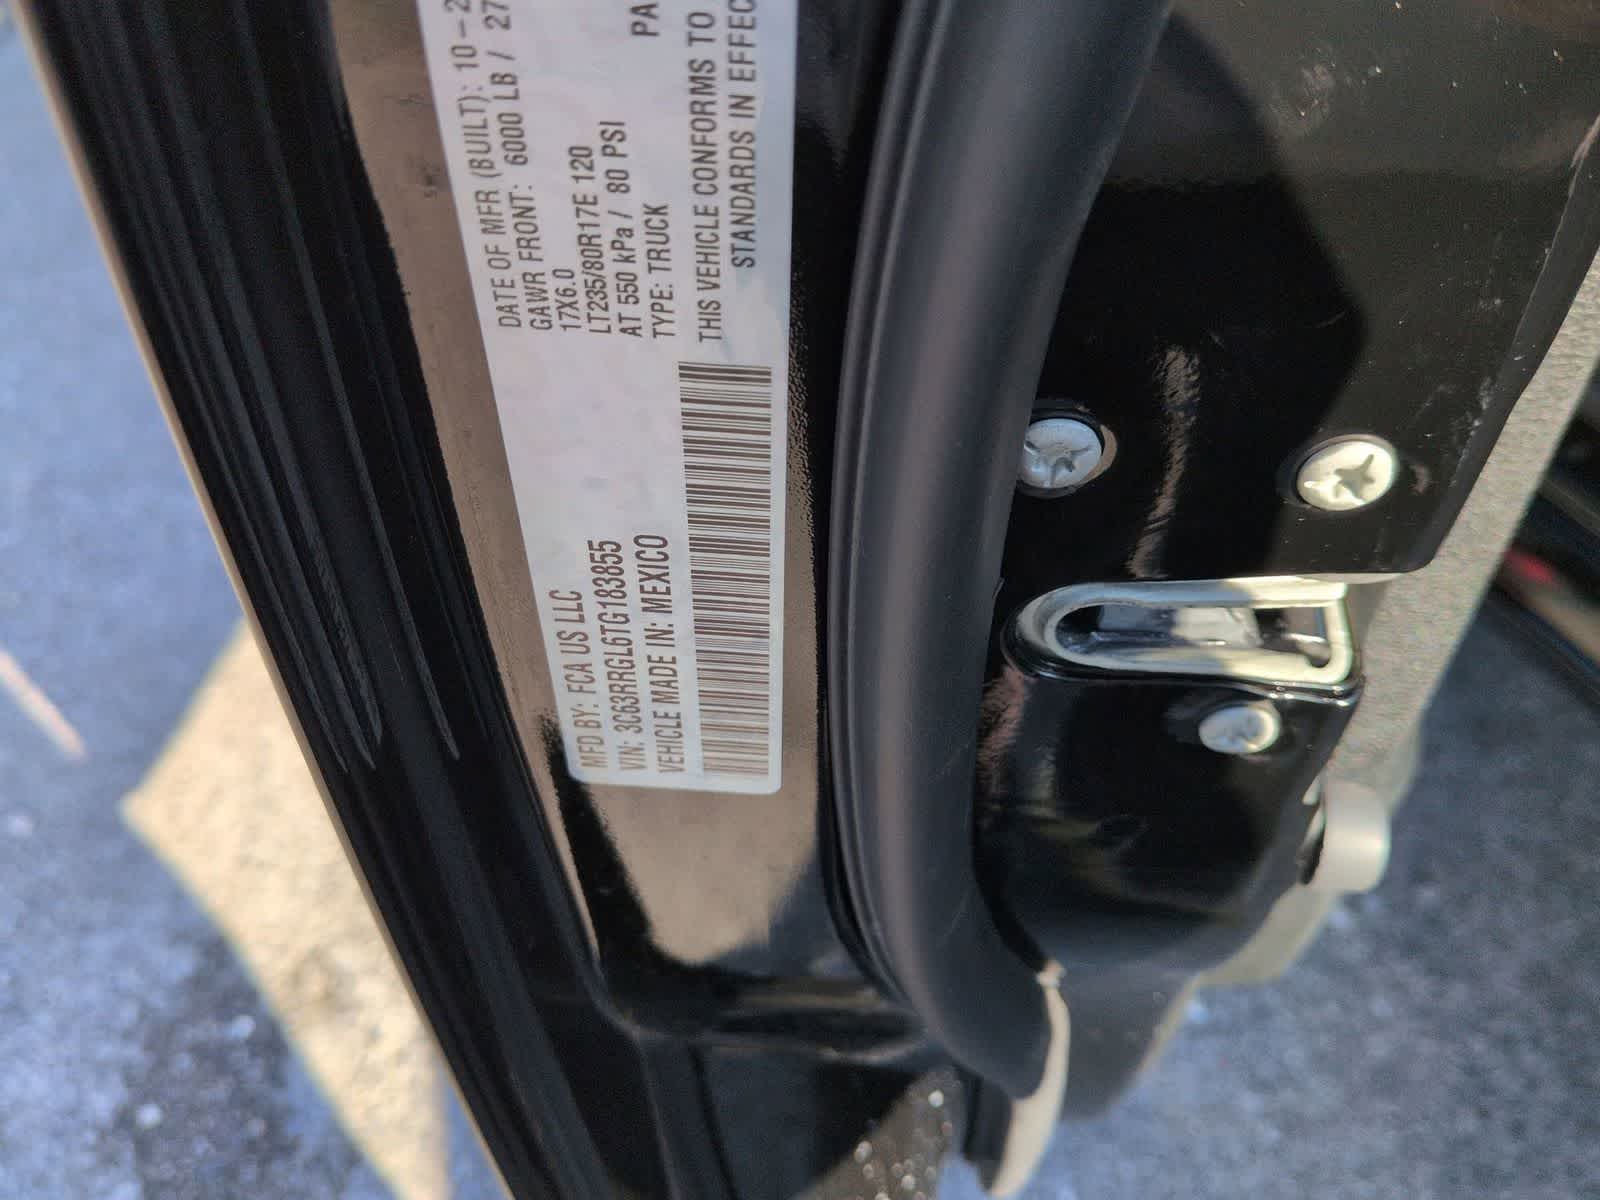 MFD BY: FCA US LLC
VIN: 3C63RRGL6TG183855
VEHICLE MADE IN: MEXICO
DATE OF MFR (BUILT): 10-2
GAWR FRONT: 6000 LB / 27
17X6.0
LT235/80R17E 120
AT 550 kPa / 80 PSI
TYPE: TRUCK PA
THIS VEHICLE CONFORMS TO
STANDARDS IN EFFEC